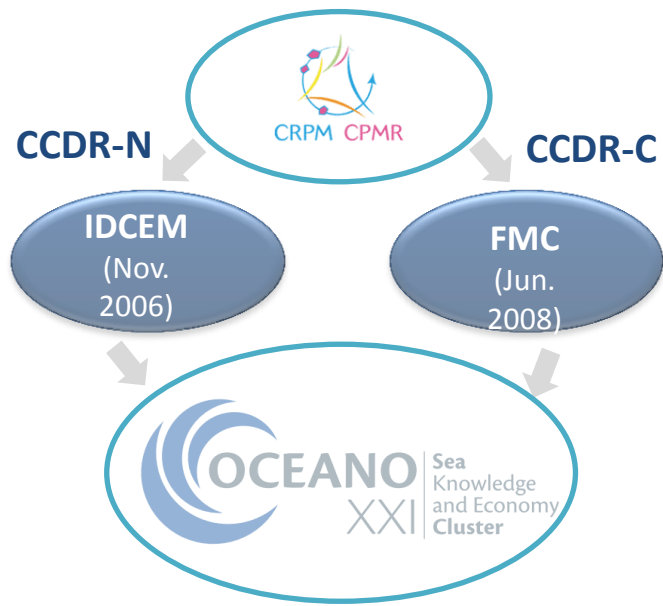 CRPM CPMR
CCDR-N
CCDR-C
IDCEM
(Nov.
2006)
FMC
(Jun.
2008)
OCEANO
XXI
Sea
Knowledge
and Economy
Cluster